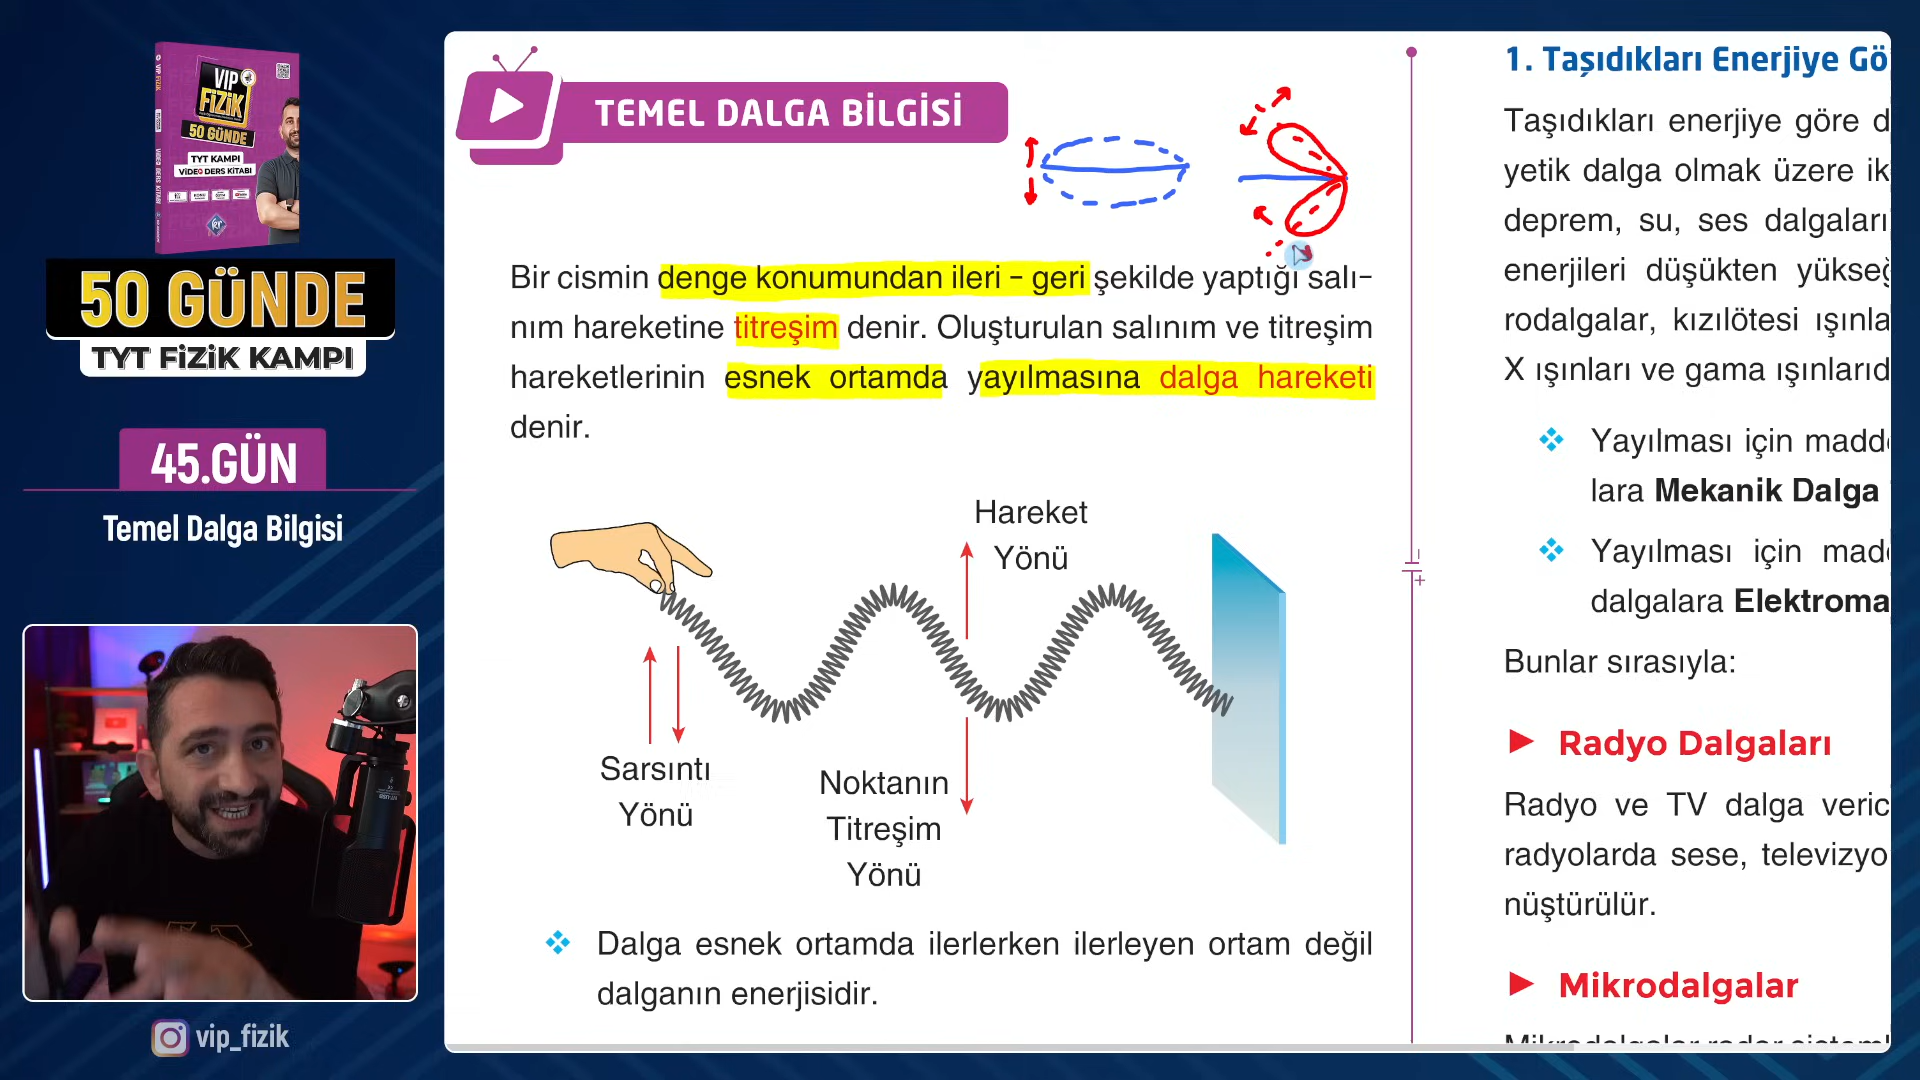 VIP
FİZİK
50 GÜNDE
TYT KAMPI
VİDEO DERS KİTABI
50 GÜNDE
TYT FİZİK KAMPI
45.GÜN
Temel Dalga Bilgisi
vip_fizik
TEMEL DALGA BİLGİSİ
Bir cismin denge konumundan ileri - geri şekilde yaptığı salı-
nım hareketine titreşim denir. Oluşturulan salınım ve titreşim
hareketlerinin esnek ortamda yayılmasına dalga hareketi
denir.
Hareket
Yönü
Sarsıntı
Yönü
Noktanın
Titreşim
Yönü
Dalga esnek ortamda ilerlerken ilerleyen ortam değil
dalganın enerjisidir.
1. Taşıdıkları Enerjiye Gö
Taşıdıkları enerjiye göre d
yetik dalga olmak üzere ik
deprem, su, ses dalgaları
enerjileri düşükten yükseğ
rodalgalar, kızılötesi ışınla
X ışınları ve gama ışınlarıd
Yayılması için madde
lara Mekanik Dalga
Yayılması için mad
dalgalara Elektroma
Bunlar sırasıyla:
Radyo Dalgaları
Radyo ve TV dalga veric
radyolarda sese, televizyo
nüştürülür.
Mikrodalgalar